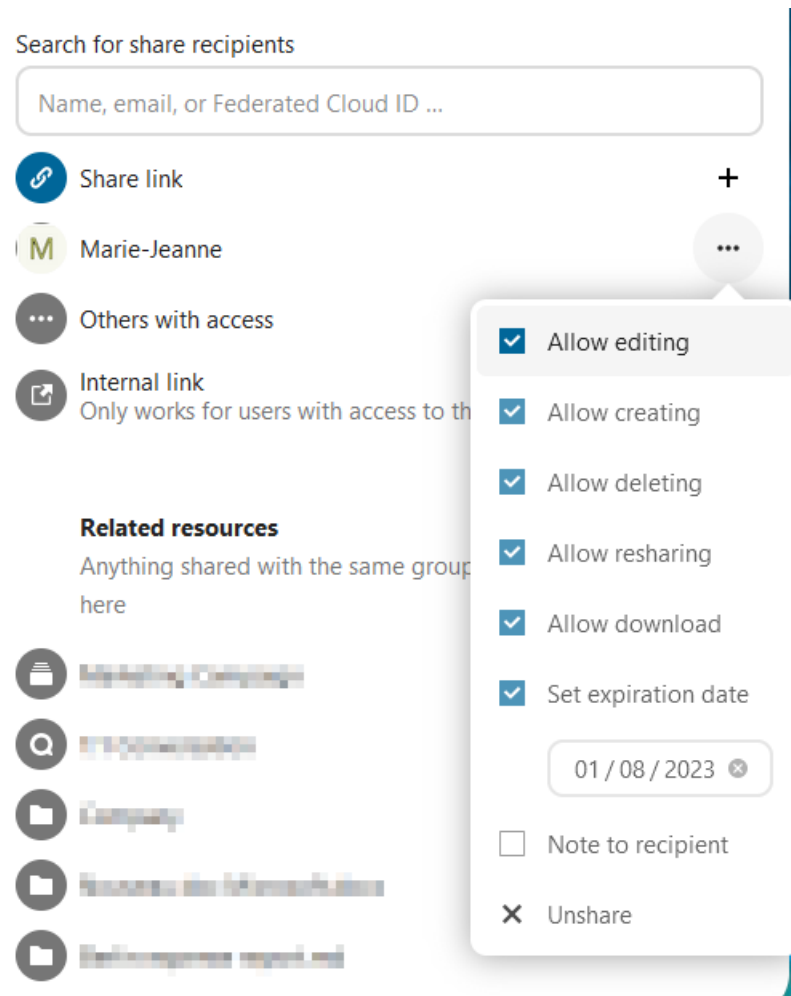 Search for share recipients
Name, email, or Federated Cloud ID ...
Share link
M Marie-Jeanne
Others with access
Internal link
Only works for users with access to th
Allow editing
Allow creating
Allow deleting
Allow resharing
Allow download
Set expiration date
01 / 08 / 2023
Note to recipient
Unshare
Related resources
Anything shared with the same group
here